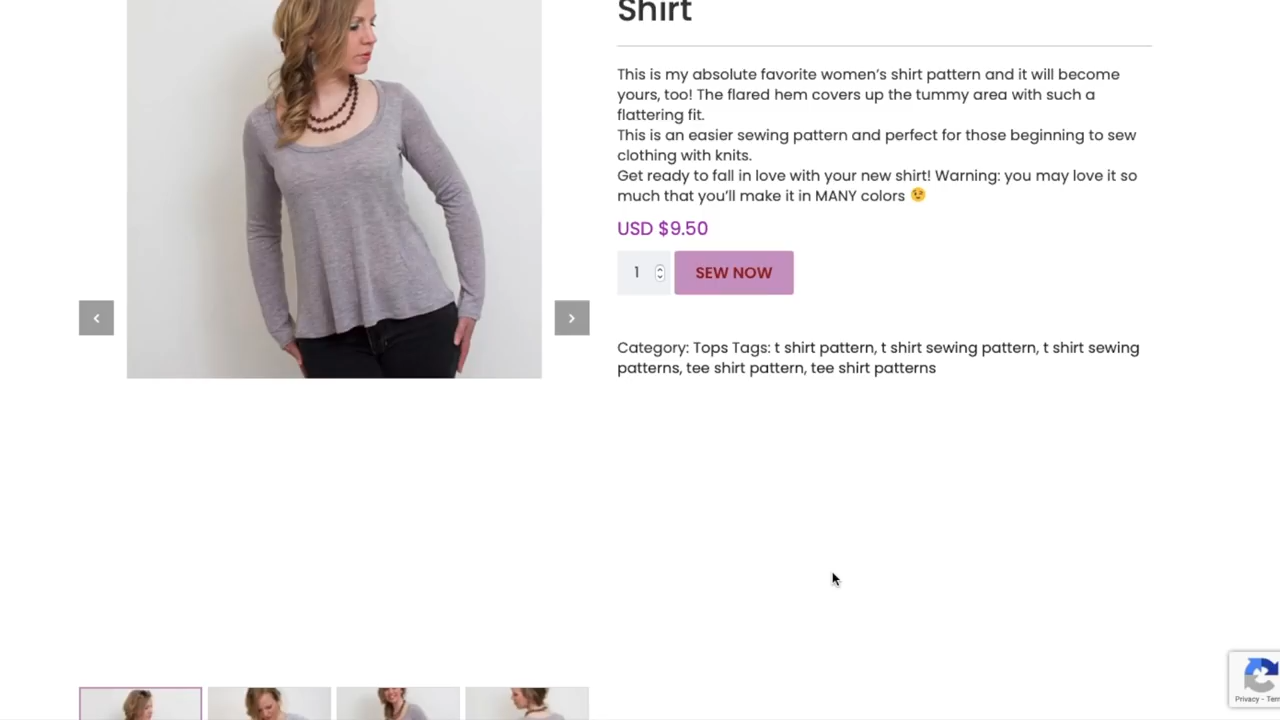 Shirt
This is my absolute favorite women’s shirt pattern and it will become
yours, too! The flared hem covers up the tummy area with such a
flattering fit.
This is an easier sewing pattern and perfect for those beginning to sew
clothing with knits.
Get ready to fall in love with your new shirt! Warning: you may love it so
much that you’ll make it in MANY colors 😉
USD $9.50
1
SEW NOW
Category: Tops Tags: t shirt pattern, t shirt sewing pattern, t shirt sewing
patterns, tee shirt pattern, tee shirt patterns
Privacy - Ter